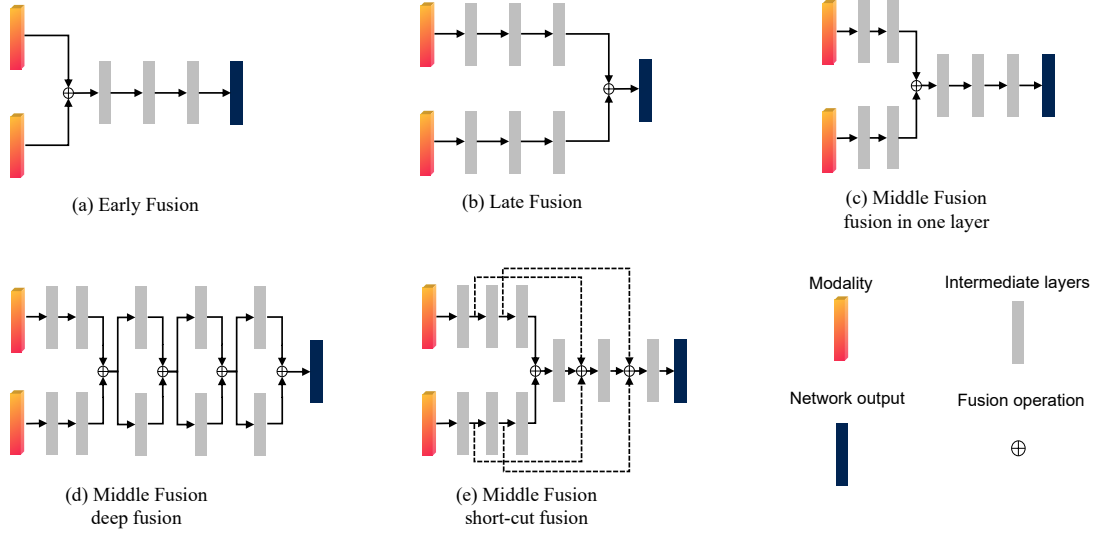 (a) Early Fusion
(b) Late Fusion
(c) Middle Fusion
fusion in one layer
(d) Middle Fusion
deep fusion
(e) Middle Fusion
short-cut fusion
Modality
Intermediate layers
Network output
Fusion operation